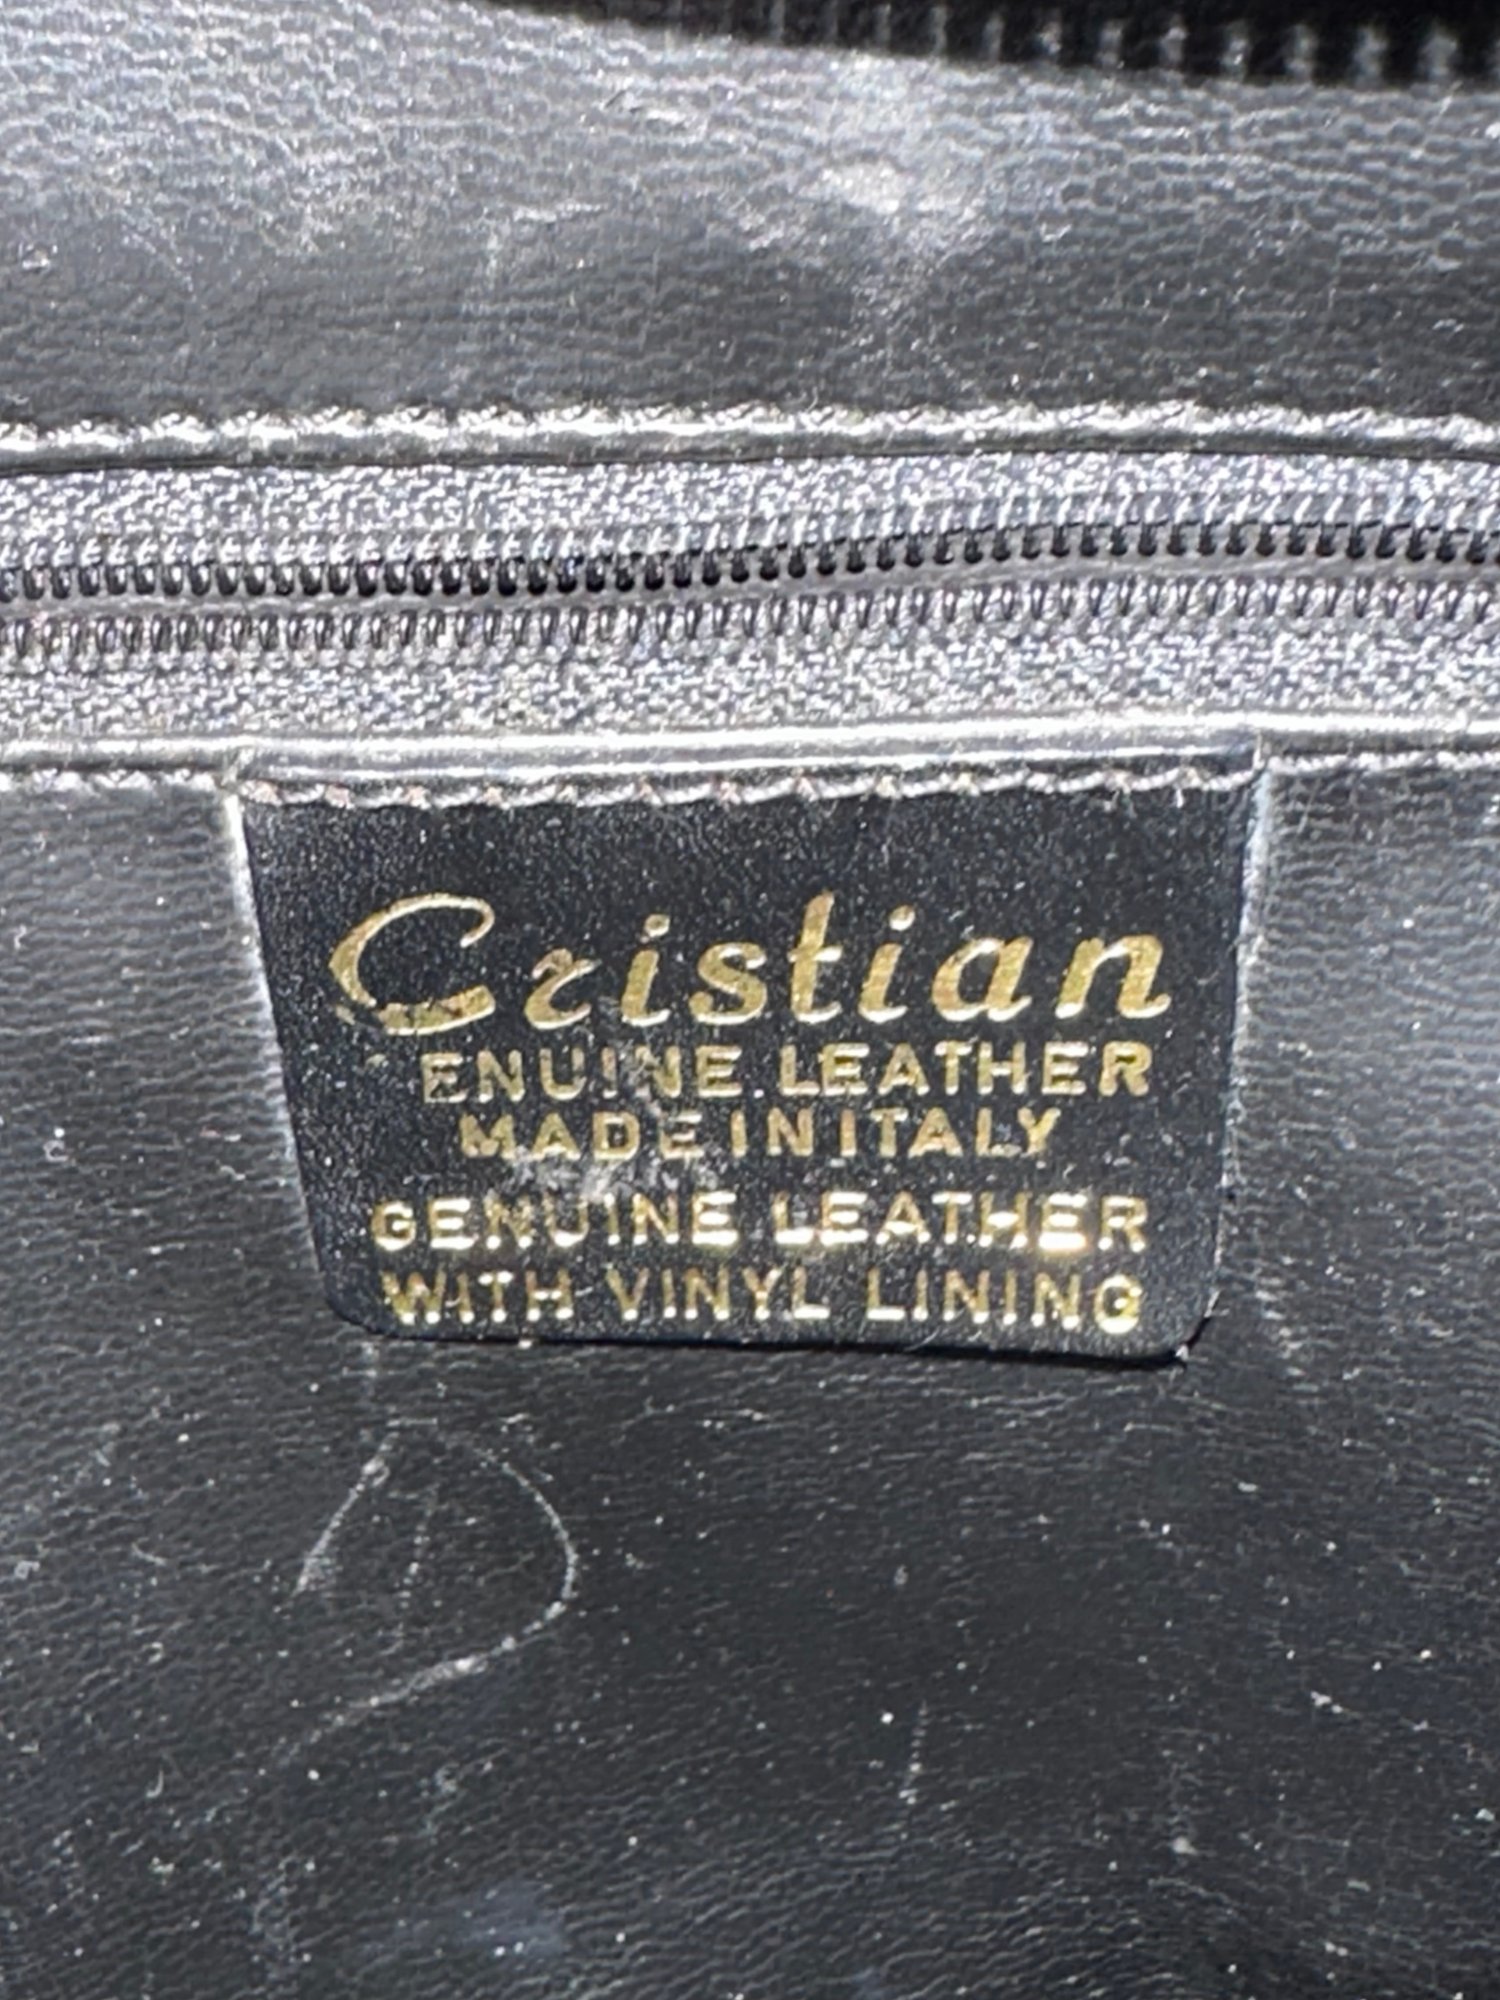 Cristian
ENUINE LEATHER
MADE IN ITALY
GENUINE LEATHER
WITH VINYL LINING